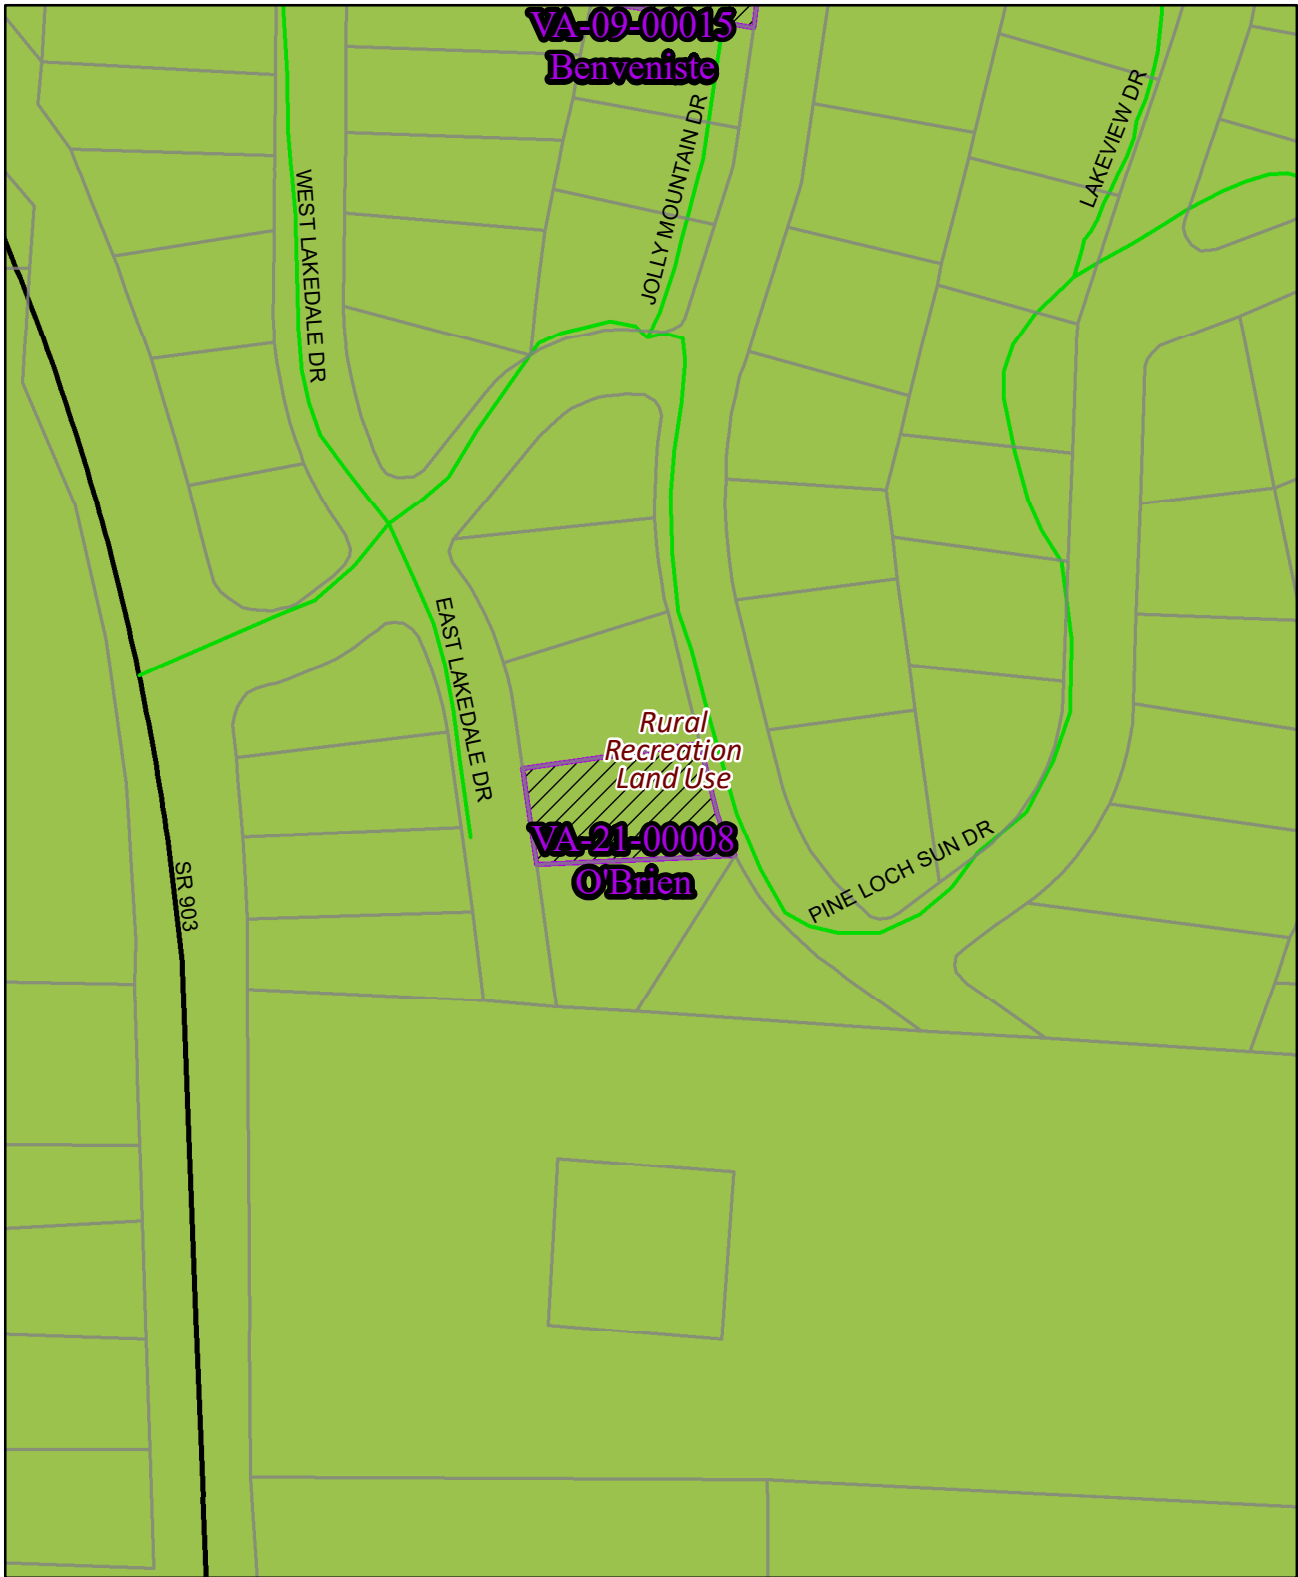 VA-09-00015
Benveniste
LAKEVIEW DR
JOLLY MOUNTAIN DR
WEST LAKEDALE DR
EAST LAKEDALE DR
Rural
Recreation
Land Use
VA-21-00008
O'Brien
PINE LOCH SUN DR
SR 903